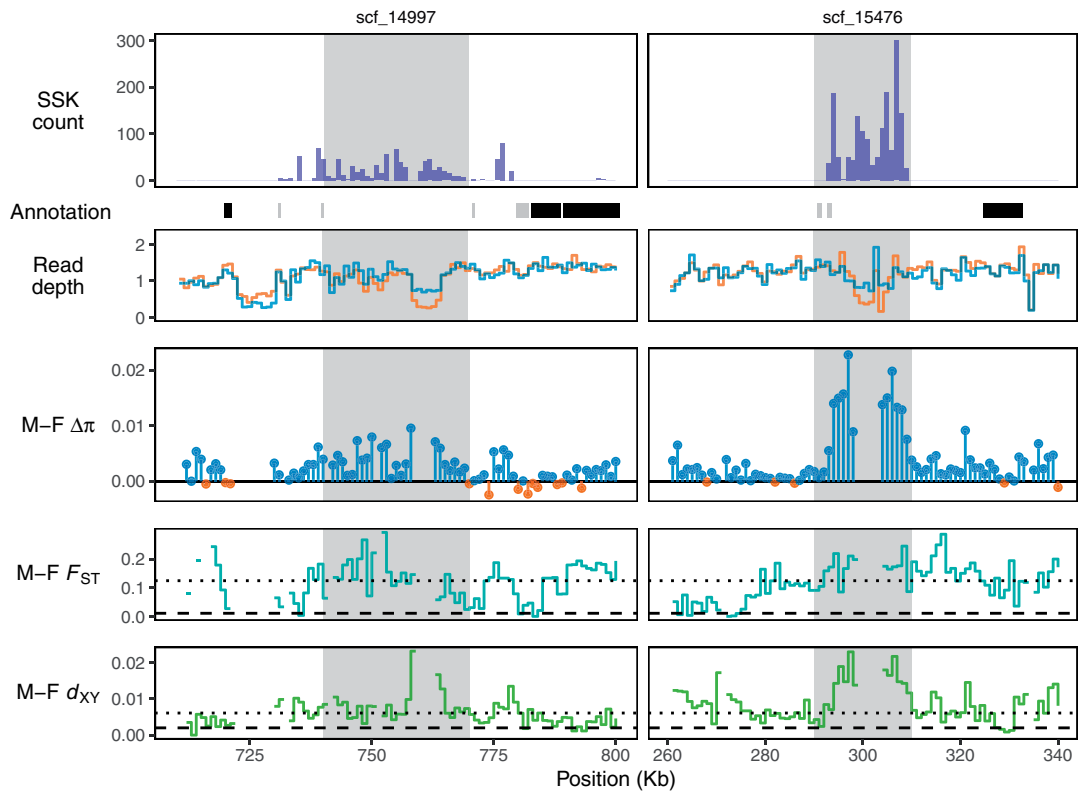 scf_14997 scf_15476
SSK
count
300
200
100
0
Annotation
Read
depth
2
1
0
M−F Δπ
0.02
0.01
0.00
M−F FST
0.2
0.1
0.0
M−F dXY
0.02
0.01
0.00
725 750 775 800 260 280 300 320 340
Position (Kb)